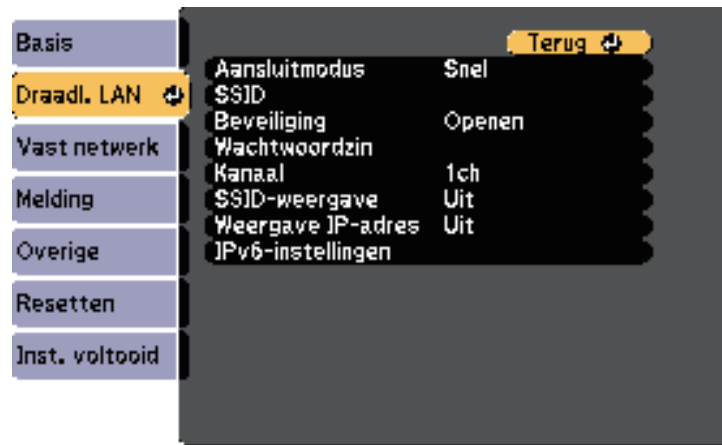 Basis
Draadl. LAN
Vast netwerk
Melding
Overige
Resetten
Inst. voltooid
Terug
Aansluitmodus Snel
SSID
Beveiliging Openen
Wachtwoordzin
Kanaal 1ch
SSID-weergave Uit
Weergave IP-adres Uit
IPv6-instellingen